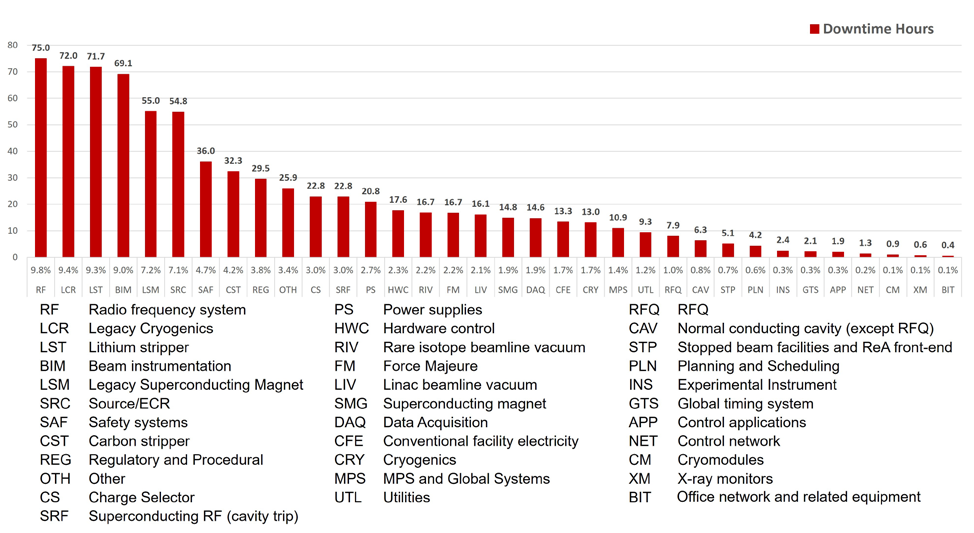 Downtime Hours
80
70
60
50
40
30
20
10
0
75.0 72.0 71.7 69.1 55.0 54.8 36.0 32.3 29.5 25.9 22.8 22.8 20.8 17.6 16.7 16.7 16.1 14.8 14.6 13.3 13.0 10.9 9.3 7.9 6.3 5.1 4.2 2.4 2.1 1.9 1.3 0.9 0.6 0.4
9.8% 9.4% 9.3% 9.0% 7.2% 7.1% 4.7% 4.2% 3.8% 3.4% 3.0% 3.0% 2.7% 2.3% 2.2% 2.2% 2.1% 1.9% 1.9% 1.7% 1.7% 1.4% 1.2% 1.0% 0.8% 0.7% 0.6% 0.3% 0.3% 0.3% 0.2% 0.1% 0.1% 0.1%
RF LCR LST BIM LSM SRC SAF CST REG OTH CS SRF PS HWC RIV FM LIV SMG DAQ CFE CRY MPS UTL RFQ CAV STP PLN INS GTS APP NET CM XM BIT
RF Radio frequency system
LCR Legacy Cryogenics
LST Lithium stripper
BIM Beam instrumentation
LSM Legacy Superconducting Magnet
SRC Source/ECR
SAF Safety systems
CST Carbon stripper
REG Regulatory and Procedural
OTH Other
CS Charge Selector
SRF Superconducting RF (cavity trip)
PS Power supplies
HWC Hardware control
RIV Rare isotope beamline vacuum
FM Force Majeure
LIV Linac beamline vacuum
SMG Superconducting magnet
DAQ Data Acquisition
CFE Conventional facility electricity
CRY Cryogenics
MPS MPS and Global Systems
UTL Utilities
RFQ RFQ
CAV Normal conducting cavity (except RFQ)
STP Stopped beam facilities and ReA front-end
PLN Planning and Scheduling
INS Experimental Instrument
GTS Global timing system
APP Control applications
NET Control network
CM Cryomodules
XM X-ray monitors
BIT Office network and related equipment